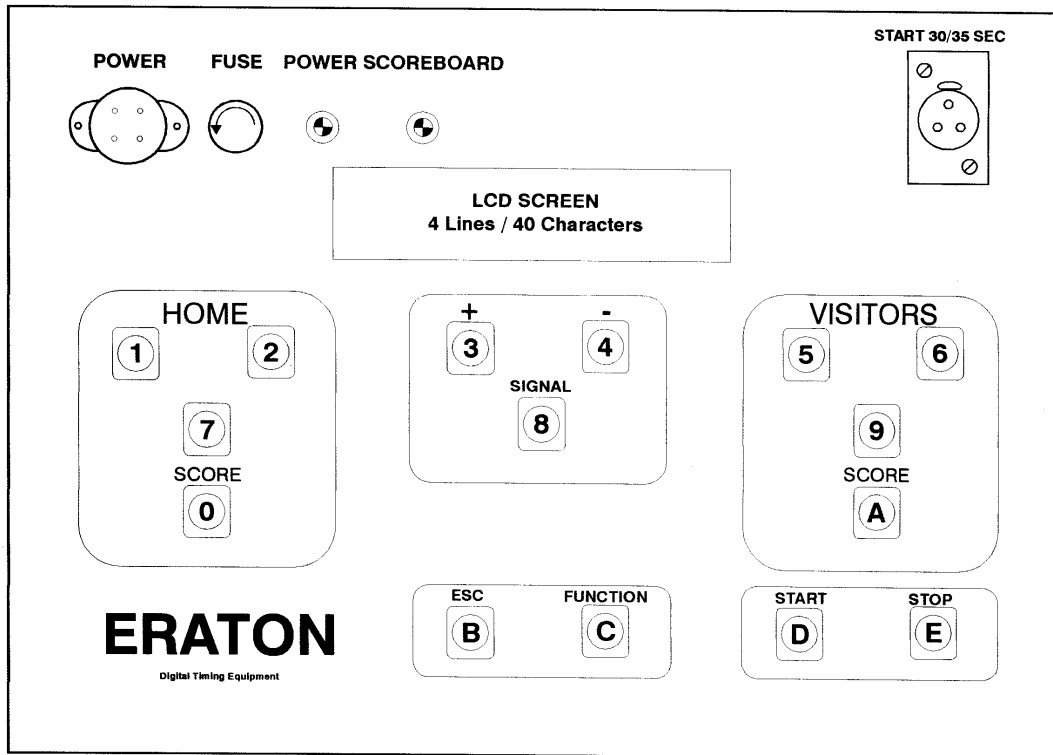 START 30/35 SEC
POWER FUSE POWER SCOREBOARD
LCD SCREEN
4 Lines / 40 Characters
HOME
1 2
7
SCORE
0
+ -
3 4
SIGNAL
8
VISITORS
5 6
9
SCORE
A
ERATON
Digital Timing Equipment
ESC FUNCTION
B C
START STOP
D E